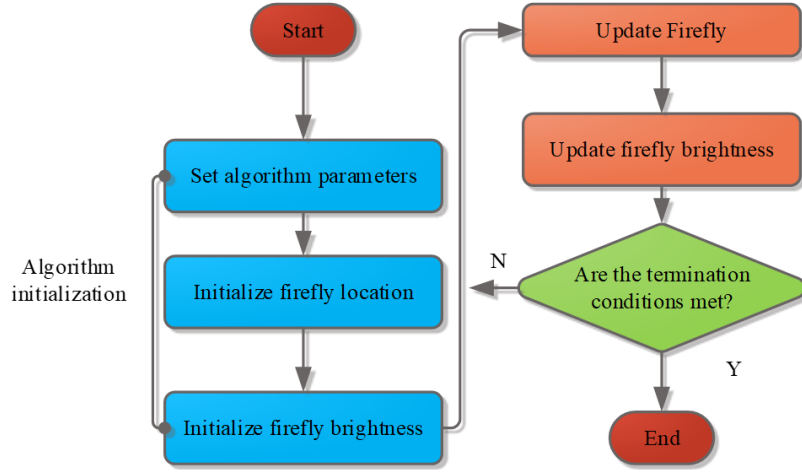 Start
Set algorithm parameters
Initialize firefly location
Initialize firefly brightness
Algorithm
initialization
Update Firefly
Update firefly brightness
Are the termination
conditions met?
N
Y
End